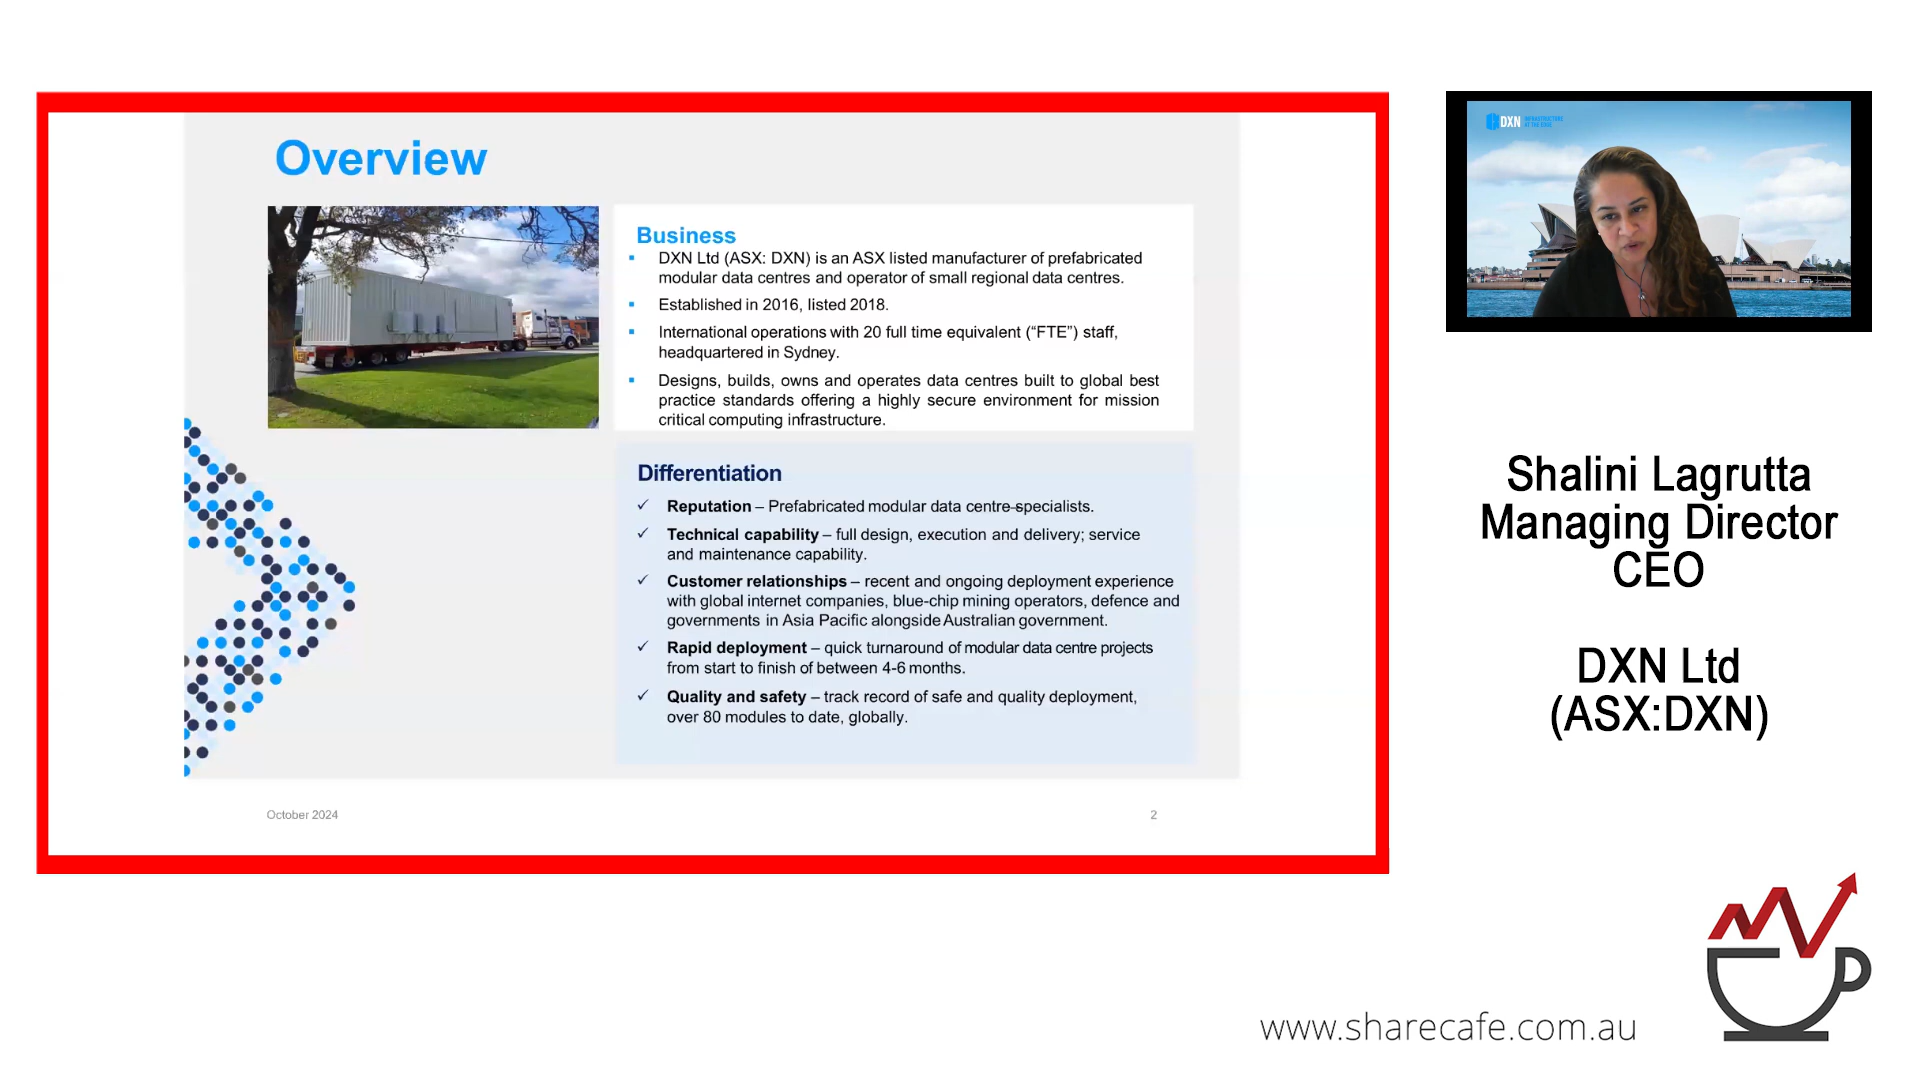 Overview
Business
DXN Ltd (ASX: DXN) is an ASX listed manufacturer of prefabricated
modular data centres and operator of small regional data centres.
Established in 2016, listed 2018.
International operations with 20 full time equivalent (“FTE”) staff,
headquartered in Sydney.
Designs, builds, owns and operates data centres built to global best
practice standards offering a highly secure environment for mission
critical computing infrastructure.
Differentiation
Reputation – Prefabricated modular data centre-specialists.
Technical capability – full design, execution and delivery; service
and maintenance capability.
Customer relationships – recent and ongoing deployment experience
with global internet companies, blue-chip mining operators, defence and
governments in Asia Pacific alongside Australian government.
Rapid deployment – quick turnaround of modular data centre projects
from start to finish of between 4-6 months.
Quality and safety – track record of safe and quality deployment,
over 80 modules to date, globally.
October 2024
2
DXN INFRASTRUCTURE
AT THE EDGE
Shalini Lagrutta
Managing Director
CEO
DXN Ltd
(ASX:DXN)
www.sharecafe.com.au